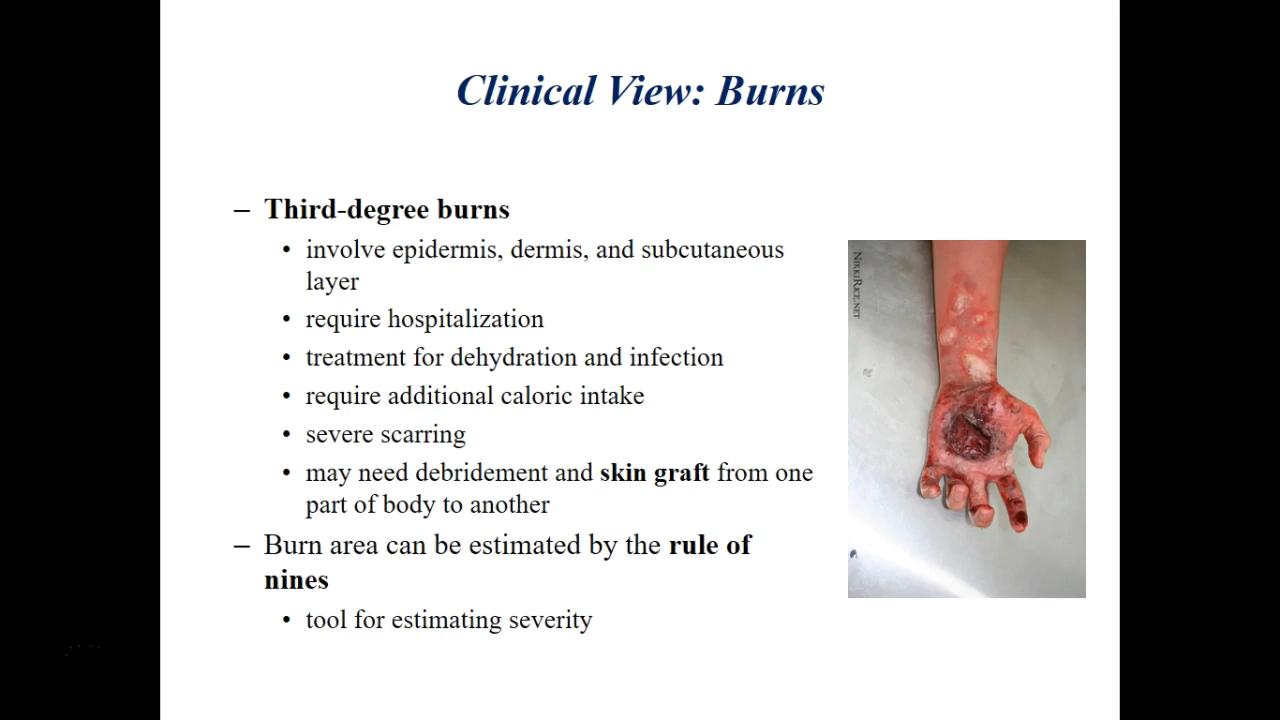 Clinical View: Burns
– Third-degree burns
• involve epidermis, dermis, and subcutaneous
layer
• require hospitalization
• treatment for dehydration and infection
• require additional caloric intake
• severe scarring
• may need debridement and skin graft from one
part of body to another
– Burn area can be estimated by the rule of
nines
• tool for estimating severity
NIKKIRICE.NET